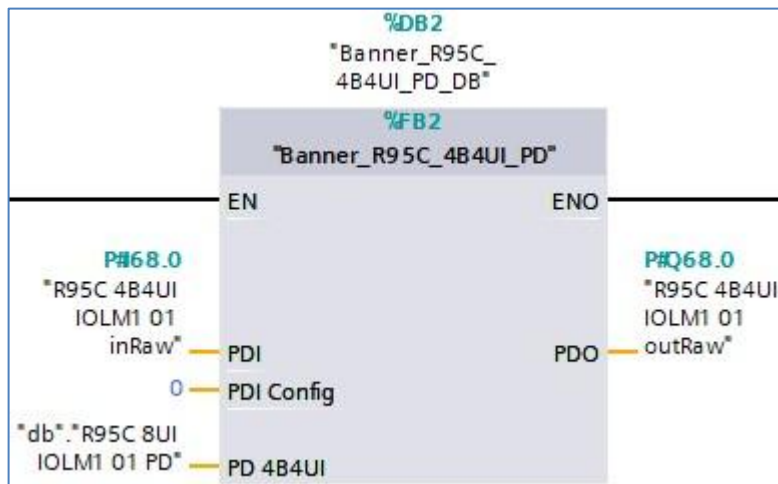 %DB2
"Banner_R95C_
4B4UI_PD_DB"
%FB2
"Banner_R95C_4B4UI_PD"
EN
ENO
P#I68.0
"R95C 4B4UI
IOLM1 01
inRaw"
PDI
P#Q68.0
"R95C 4B4UI
IOLM1 01
outRaw"
PDO
0
PDI Config
"db"."R95C 8UI
IOLM1 01 PD"
PD 4B4UI